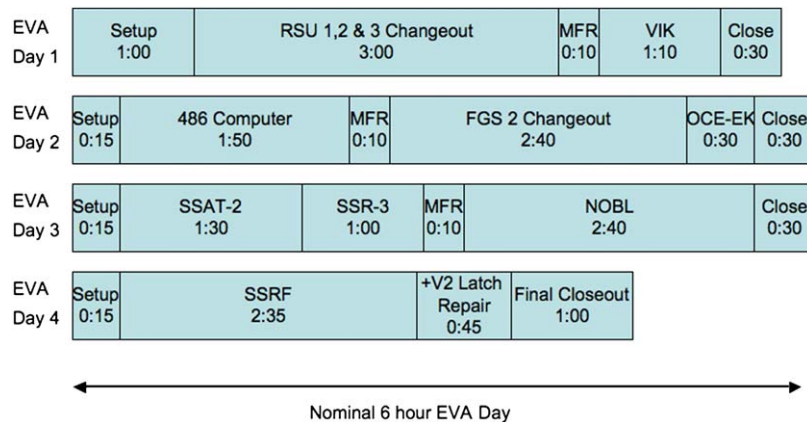 EVA
Day 1
Setup
1:00
RSU 1,2 & 3 Changeout
3:00
MFR
0:10
VIK
1:10
Close
0:30
EVA
Day 2
Setup
0:15
486 Computer
1:50
MFR
0:10
FGS 2 Changeout
2:40
OCE-EK
0:30
Close
0:30
EVA
Day 3
Setup
0:15
SSAT-2
1:30
SSR-3
1:00
MFR
0:10
NOBL
2:40
Close
0:30
EVA
Day 4
Setup
0:15
SSRF
2:35
+V2 Latch
Repair
0:45
Final Closeout
1:00
Nominal 6 hour EVA Day